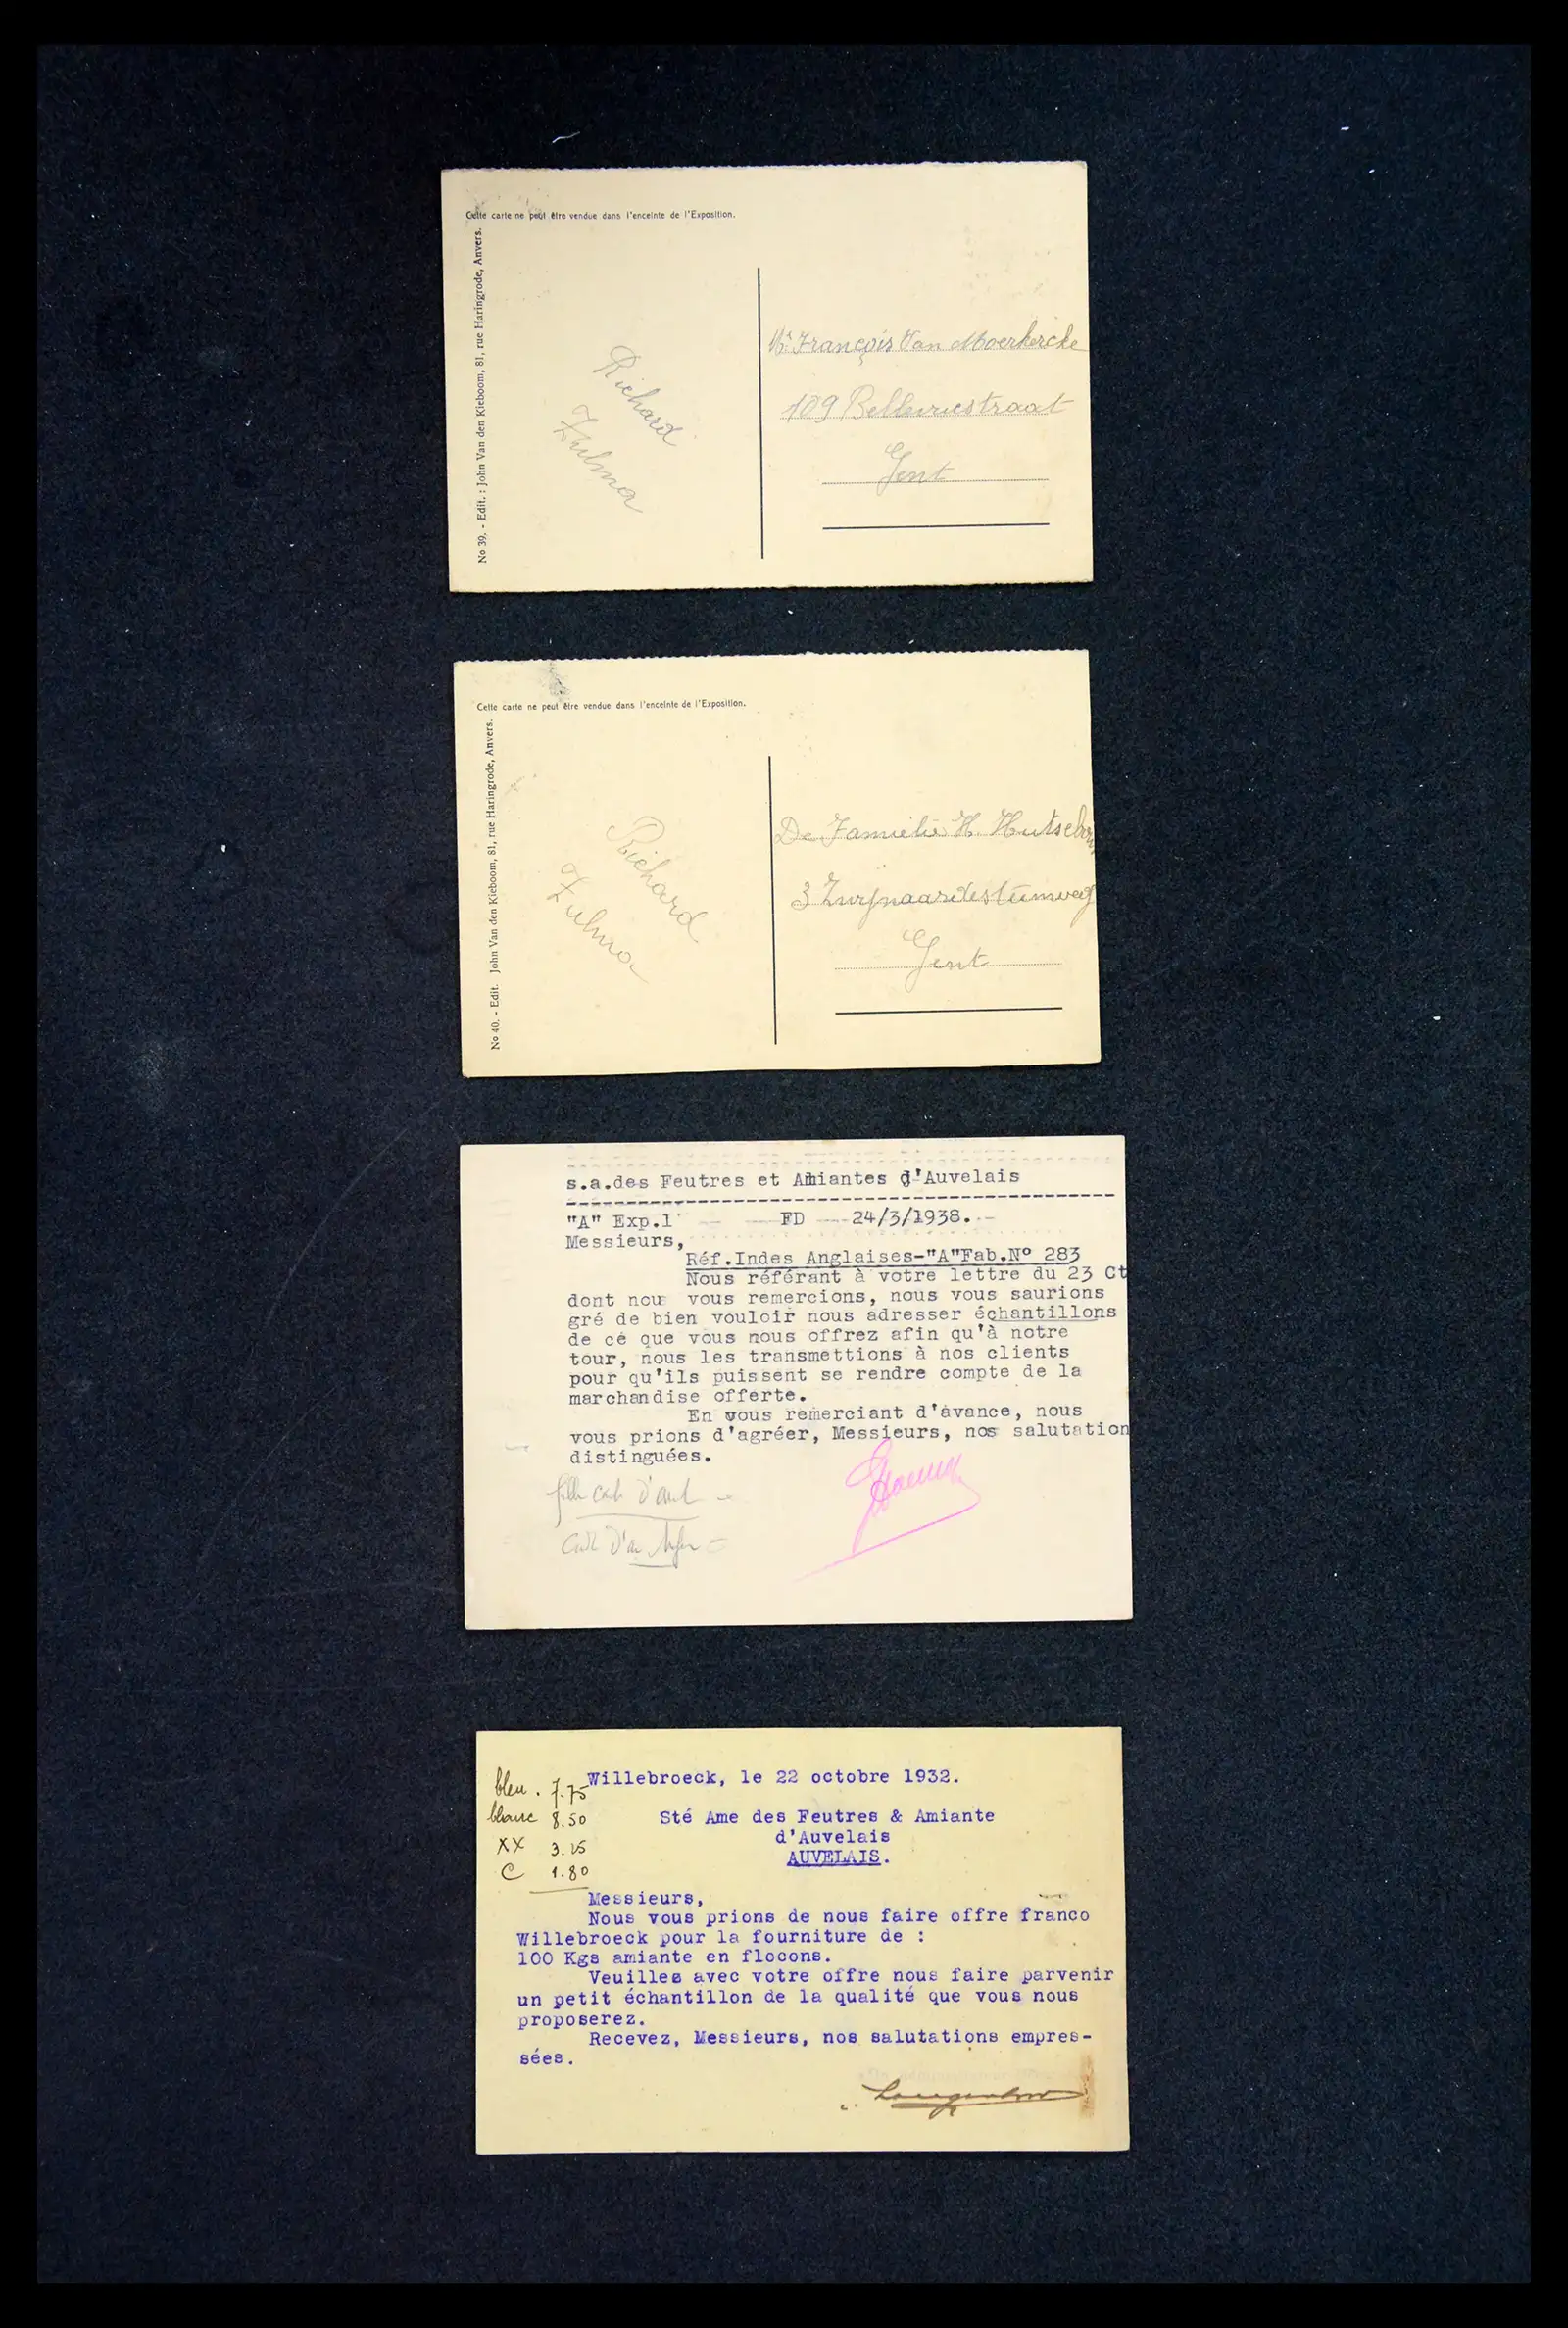 Cette carte ne peut être vendue dans l'enceinte de l'Exposition.
No 39. - Edit. : John Van den Kieboom, 81, rue Haringrode, Anvers.
Richard
Zulma
Mr. François Van Moerkercke
109 Bellevuestraat
Gent
Cette carte ne peut être vendue dans l'enceinte de l'Exposition.
No 40. - Edit. John Van den Kieboom, 81, rue Haringrode, Anvers.
Richard
Zulma
De Familie H.
3
Gent
s.a.des Feutres et Amiantes d'Auvelais
"A" Exp.1 FD 24/3/1938.-
Messieurs,
Réf.Indes Anglaises-"A"Fab.Nº 283
Nous référant à votre lettre du 23 Ct
dont nous vous remercions, nous vous saurions
gré de bien vouloir nous adresser échantillons
de ce que vous nous offrez afin qu'à notre
tour, nous les transmettions à nos clients
pour qu'ils puissent se rendre compte de la
marchandise offerte.
En vous remerciant d'avance, nous
vous prions d'agréer, Messieurs, nos salutation
distinguées.
bleu . 7.75
blanc 8.50
XX 3.15
C 1.80
Willebroeck, le 22 octobre 1932.
Sté Ame des Feutres & Amiante
d'Auvelais
AUVELAIS.
Messieurs,
Nous vous prions de nous faire offre franco
Willebroeck pour la fourniture de :
100 Kgs amiante en flocons.
Veuilles avec votre offre nous faire parvenir
un petit échantillon de la qualité que vous nous
proposerez.
Recevez, Messieurs, nos salutations empres-
sées.